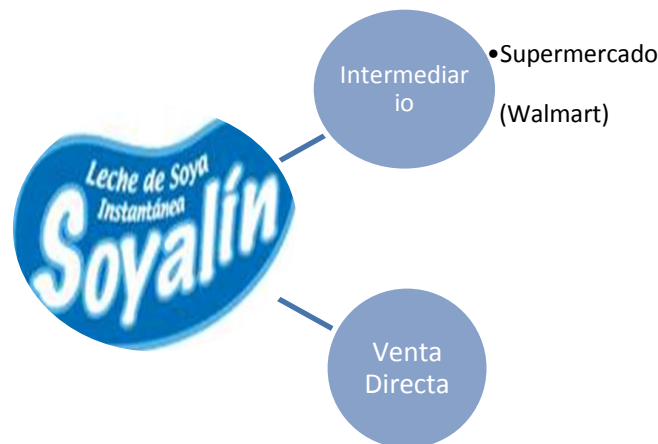 Intermediar
io
•Supermercado
(Walmart)
Leche de Soya
Instantánea
Soyalín
Venta
Directa